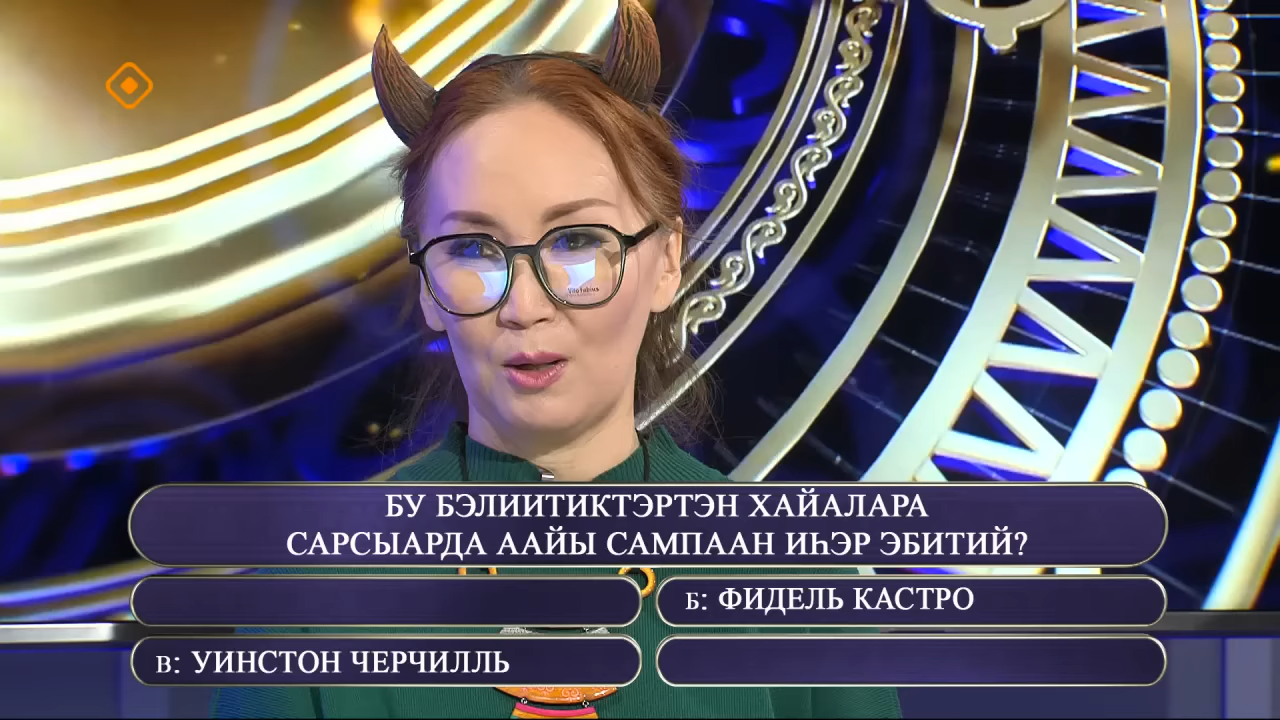 БУ БЭЛИИТИКТЭРТЭН ХАЙАЛАРА
САРСЫАРДА ААЙЫ САМПААН ИҺЭР ЭБИТИЙ?
Б: ФИДЕЛЬ КАСТРО
В: УИНСТОН ЧЕРЧИЛЛЬ